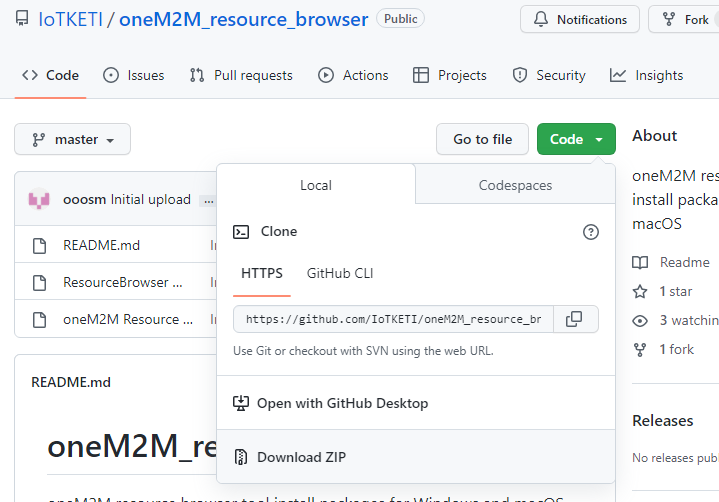 IoTKETI / oneM2M_resource_browser Public
Notifications
Fork
Code
Issues
Pull requests
Actions
Projects
Security
Insights
master
Go to file
Code
About
Local
Codespaces
ooosm Initial upload ...
Clone
README.md
HTTPS
GitHub CLI
ResourceBrowser ...
oneM2M Resource ...
https://github.com/IoTKETI/oneM2M_resource_br
Use Git or checkout with SVN using the web URL.
Open with GitHub Desktop
Download ZIP
README.md
oneM2M_res
oneM2M resource browser tool install packages for Windows and macOS
oneM2M res
install packa
macOS
Readme
1 star
3 watchin
1 fork
Releases
No releases publ